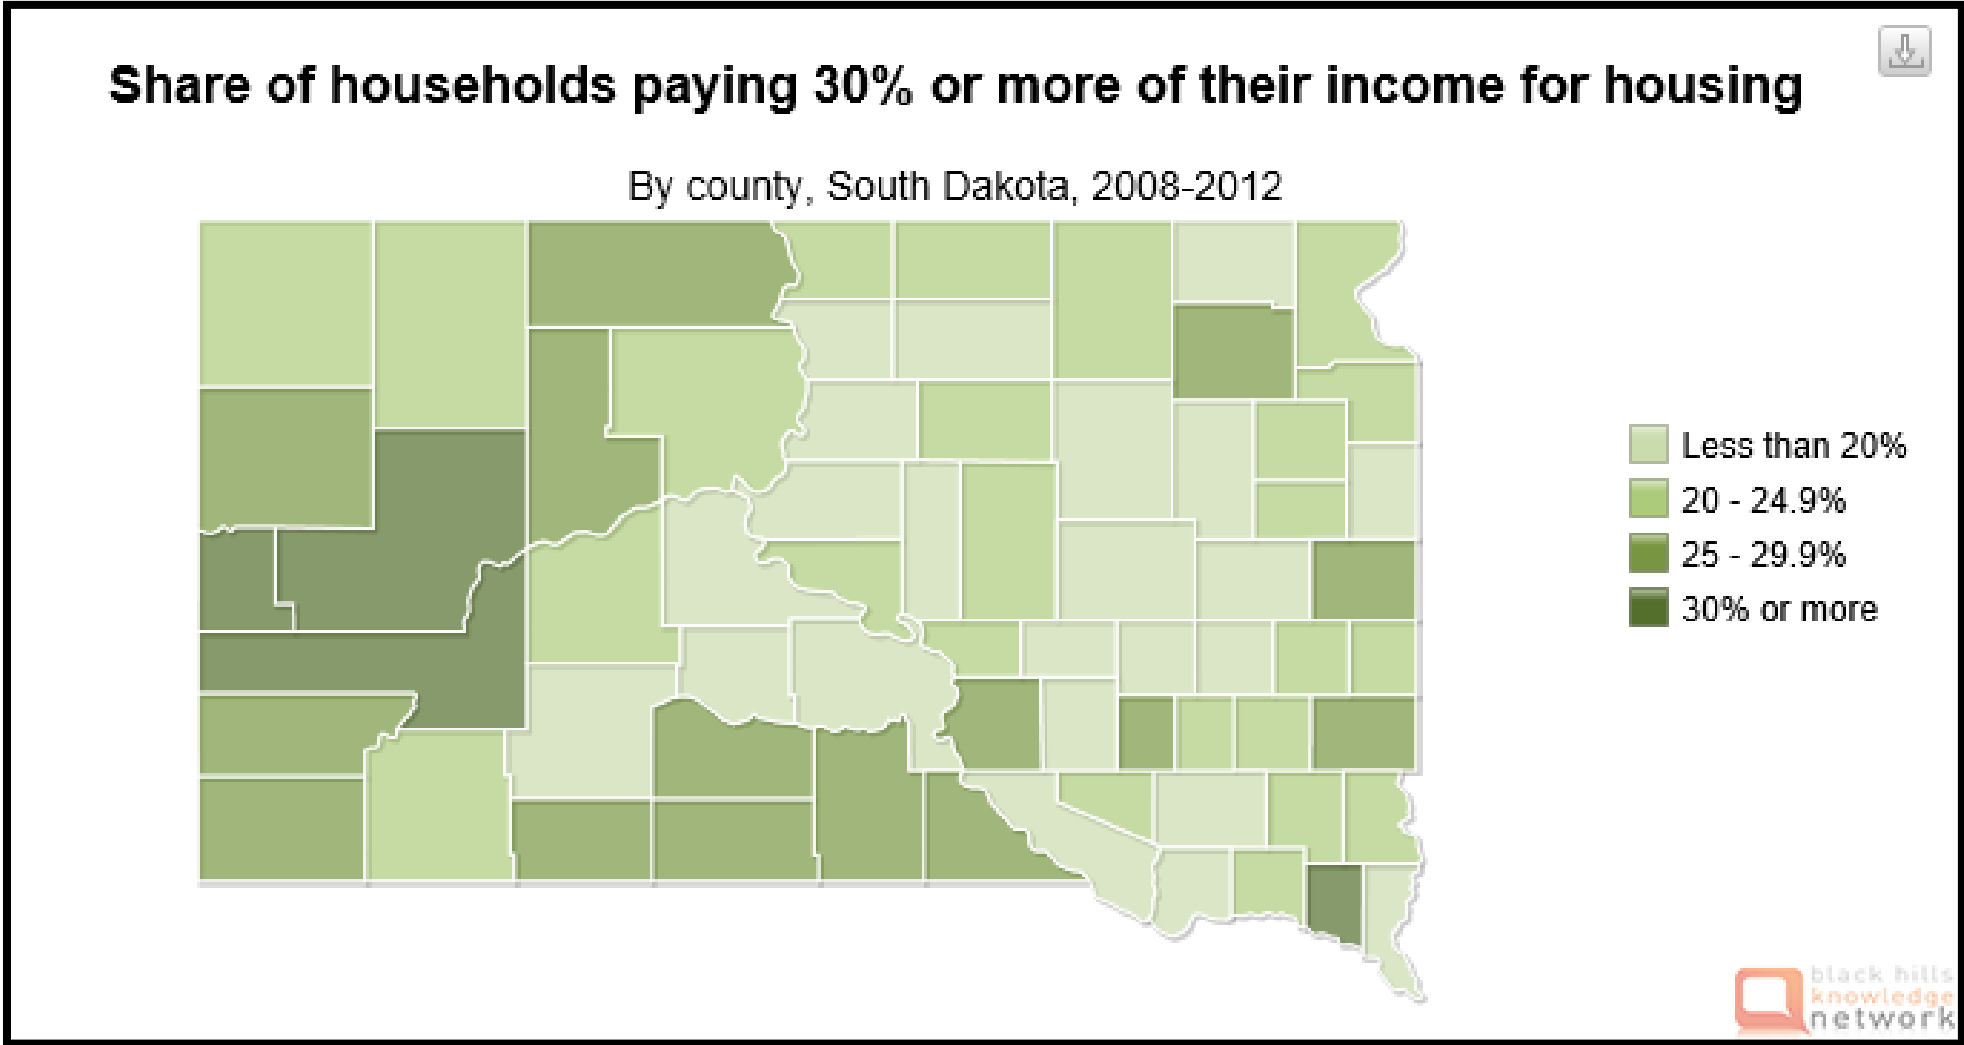 Share of households paying 30% or more of their income for housing
By county, South Dakota, 2008-2012
Less than 20%
20 - 24.9%
25 - 29.9%
30% or more
black hills
knowledge
network